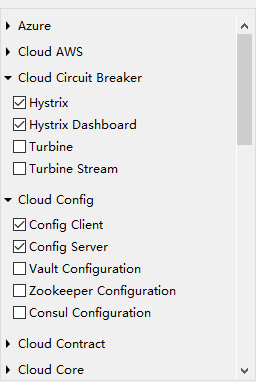 Azure
Cloud AWS
Cloud Circuit Breaker
Hystrix
Hystrix Dashboard
Turbine
Turbine Stream
Cloud Config
Config Client
Config Server
Vault Configuration
Zookeeper Configuration
Consul Configuration
Cloud Contract
Cloud Core